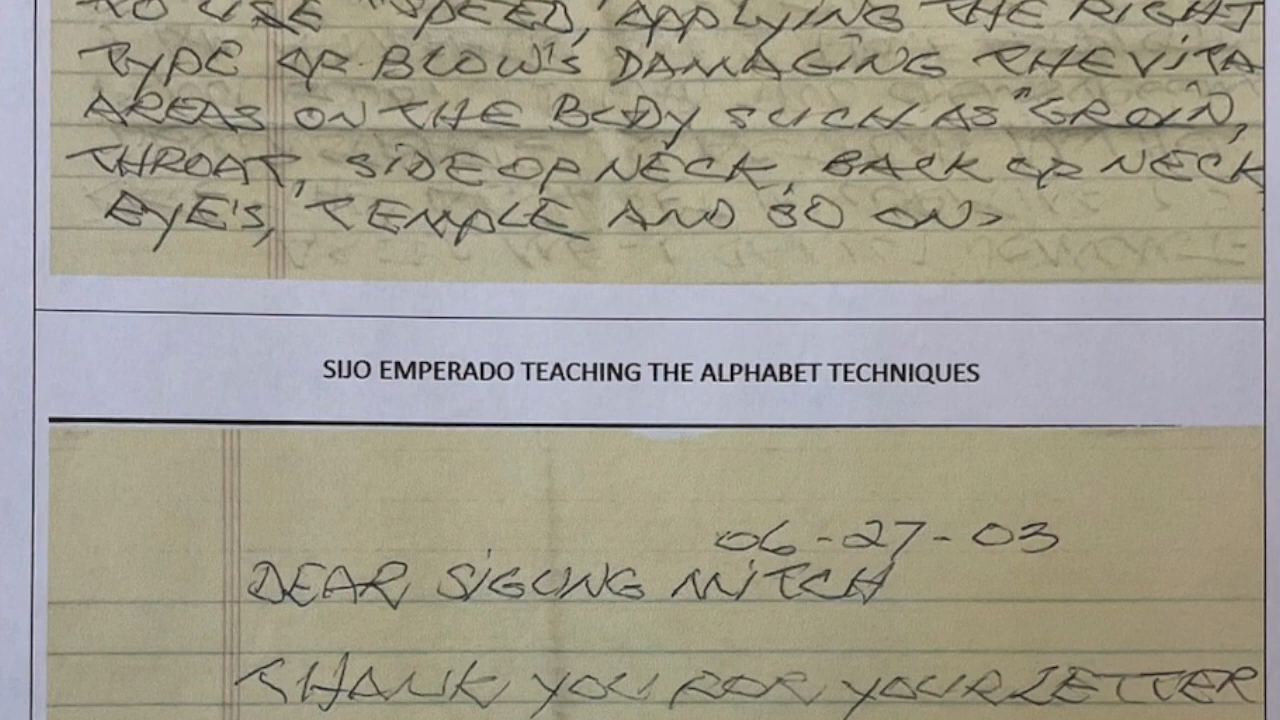 TO USE "SPEED," APPLYING THE RIGHT
TYPE OF BLOW'S DAMAGING THE VITA
AREAS ON THE BODY SUCH AS "GROIN,
THROAT, SIDE OF NECK, BACK OF NECK
EYE'S, TEMPLE AND SO ON>
SIJO EMPERADO TEACHING THE ALPHABET TECHNIQUES
06-27-03
DEAR SIGUNG MITCH
THANK YOU FOR YOUR LETTER